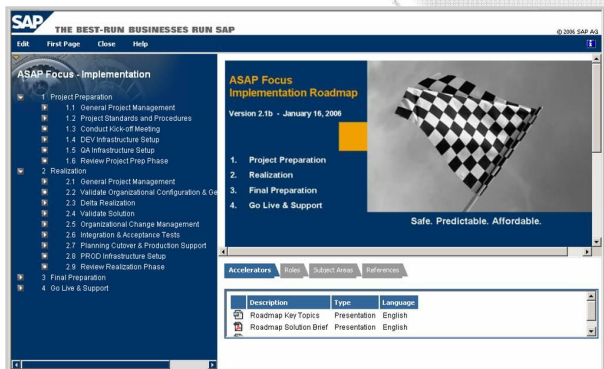 SAP
THE BEST-RUN BUSINESSES RUN SAP
© 2006 SAP AG
Edit First Page Close Help
ASAP Focus - Implementation
1 Project Preparation
1.1 General Project Management
1.2 Project Standards and Procedures
1.3 Conduct Kick-off Meeting
1.4 DEV Infrastructure Setup
1.5 QA Infrastructure Setup
1.6 Review Project Prep Phase
2 Realization
2.1 General Project Management
2.2 Validate Organizational Configuration & Ge
2.3 Delta Realization
2.4 Validate Solution
2.5 Organizational Change Management
2.6 Integration & Acceptance Tests
2.7 Planning Cutover & Production Support
2.8 PROD Infrastructure Setup
2.9 Review Realization Phase
3 Final Preparation
4 Go Live & Support
ASAP Focus
Implementation Roadmap
Version 2.1b - January 16, 2006
1. Project Preparation
2. Realization
3. Final Preparation
4. Go Live & Support
Safe. Predictable. Affordable.
Accelerators Roles Subject Areas References
Description Type Language
Roadmap Key Topics Presentation English
Roadmap Solution Brief Presentation English